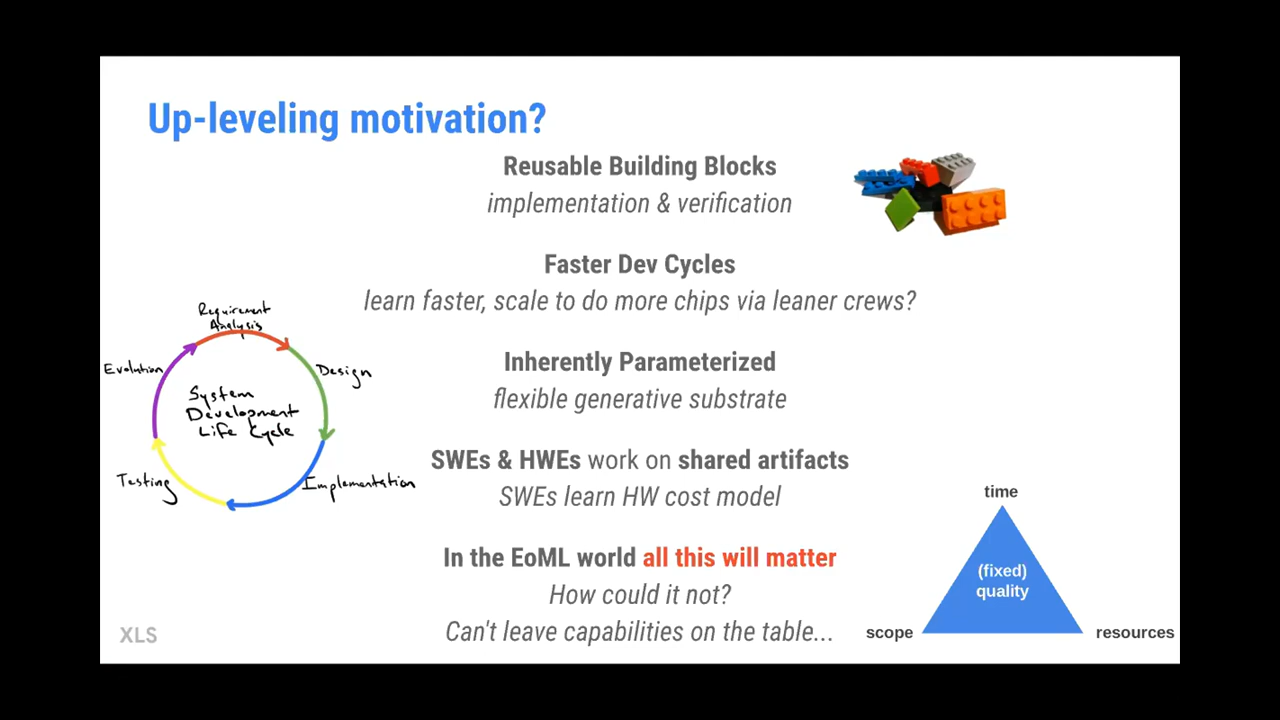 Up-leveling motivation?
Reusable Building Blocks
implementation & verification
Faster Dev Cycles
learn faster, scale to do more chips via leaner crews?
Inherently Parameterized
flexible generative substrate
SWEs & HWEs work on shared artifacts
SWEs learn HW cost model
In the EoML world all this will matter
How could it not?
Can't leave capabilities on the table...
Requirement
Analysis
Design
Implementation
Testing
Evolution
System
Development
Life Cycle
time
(fixed)
quality
scope
resources
XLS